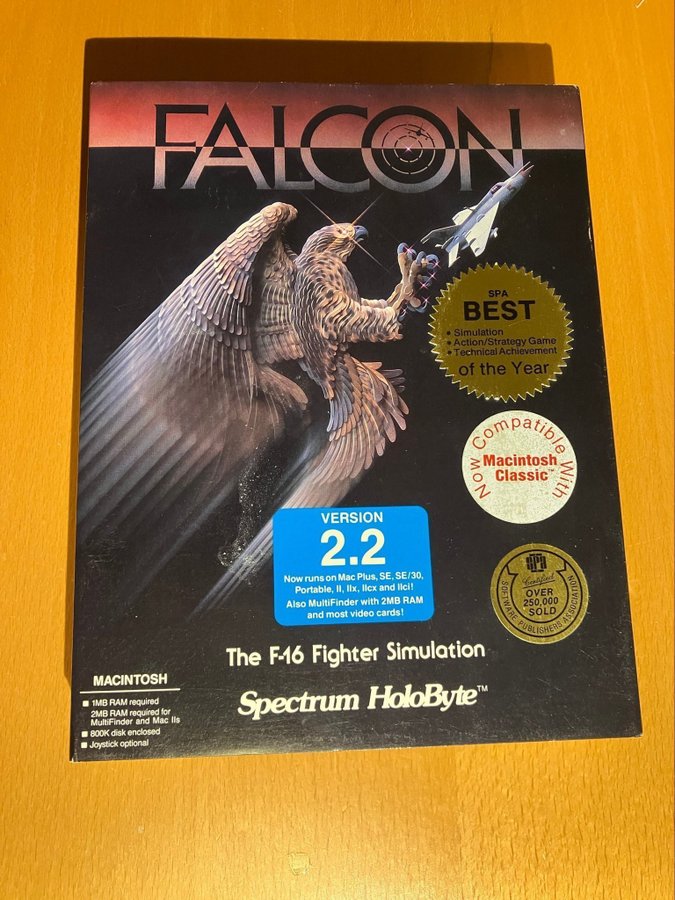 FALCON
SPA
BEST
• Simulation
• Action/Strategy Game
• Technical Achievement
of the Year
Now Compatible With
Macintosh
Classic™
VERSION
2.2
Now runs on Mac Plus, SE, SE/30,
Portable, II, IIx, IIcx and IIci!
Also MultiFinder with 2MB RAM
and most video cards!
SPA
Certified
OVER
250,000
SOLD
SOFTWARE PUBLISHERS ASSOCIATION
The F-16 Fighter Simulation
Spectrum HoloByte™
MACINTOSH
■ 1MB RAM required
2MB RAM required for
MultiFinder and Mac IIs
■ 800K disk enclosed
■ Joystick optional